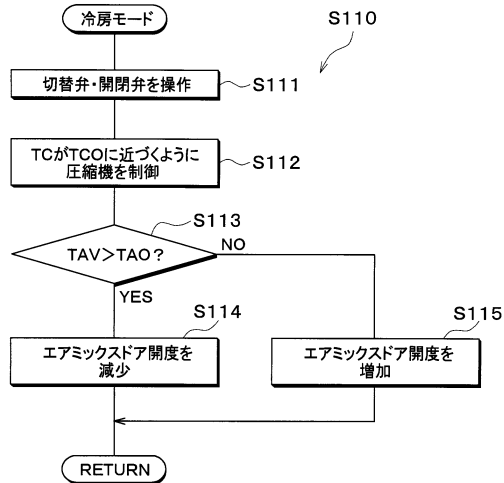 冷房モード
S110
切替弁・開閉弁を操作
S111
TCがTCOに近づくように
圧縮機を制御
S112
S113
TAV>TAO?
NO
YES
S114
エアミックスドア開度を
減少
S115
エアミックスドア開度を
増加
RETURN